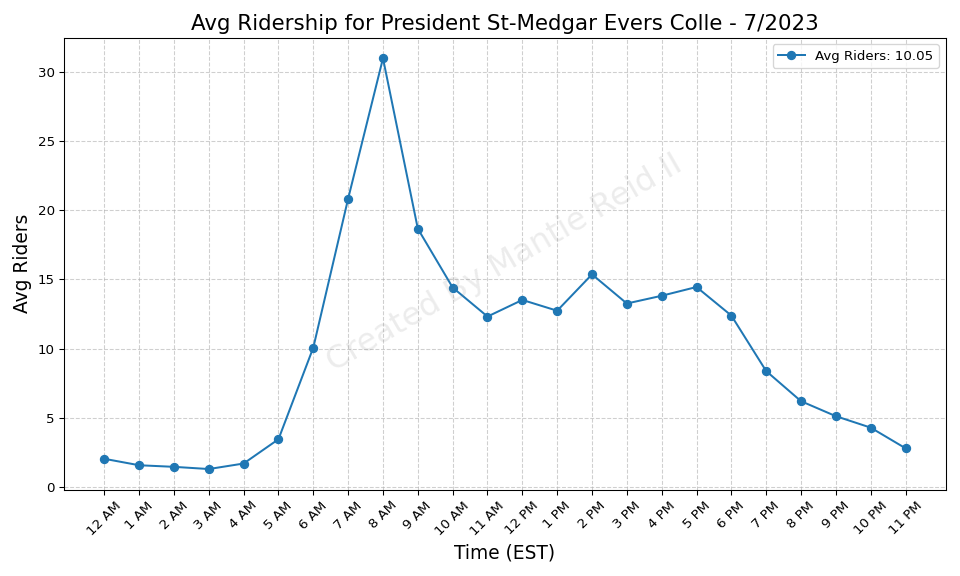 Avg Ridership for President St-Medgar Evers Colle - 7/2023
Avg Riders: 10.05
Avg Riders
30
25
20
15
10
5
0
Created By Mantie Reid II
12 AM
1 AM
2 AM
3 AM
4 AM
5 AM
6 AM
7 AM
8 AM
9 AM
10 AM
11 AM
12 PM
1 PM
2 PM
3 PM
4 PM
5 PM
6 PM
7 PM
8 PM
9 PM
10 PM
11 PM
Time (EST)